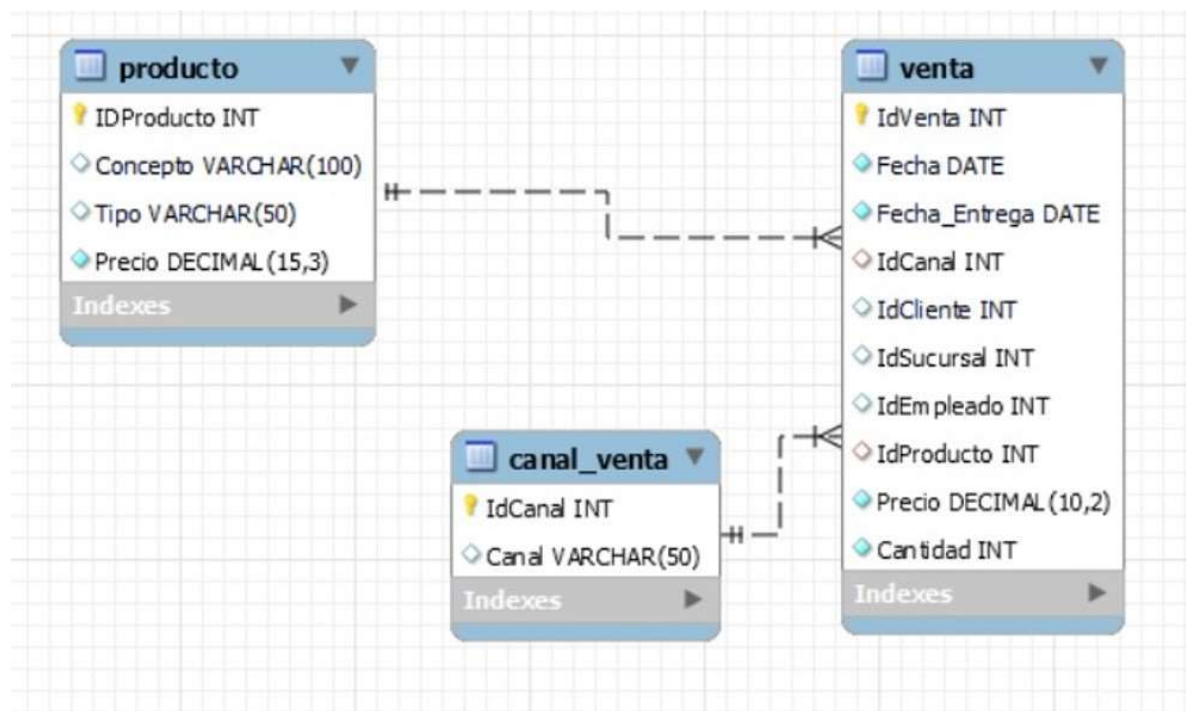 producto
IDProducto INT
Concepto VARCHAR(100)
Tipo VARCHAR(50)
Precio DECIMAL(15,3)
Indexes
venta
IdVenta INT
Fecha DATE
Fecha_Entrega DATE
IdCanal INT
IdCliente INT
IdSucursal INT
IdEmpleado INT
IdProducto INT
Precio DECIMAL(10,2)
Cantidad INT
Indexes
canal_venta
IdCanal INT
Canal VARCHAR(50)
Indexes